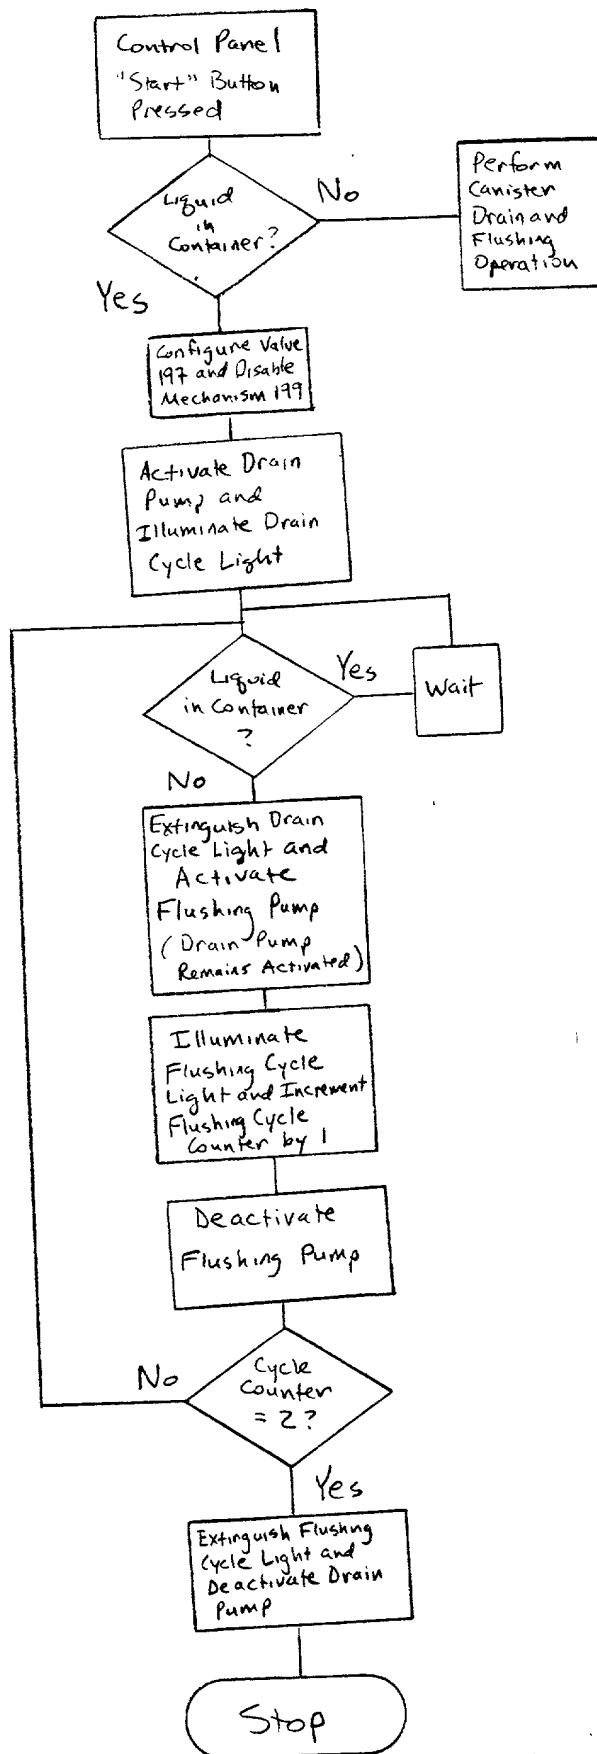 Control Panel
"Start" Button
Pressed
Liquid
in
Container?
No
Perform
Canister
Drain and
Flushing
Operation
Yes
Configure Value
197 and Disable
Mechanism 199
Activate Drain
Pump and
Illuminate Drain
Cycle Light
Liquid
in Container
?
Yes
Wait
No
Extinguish Drain
Cycle Light and
Activate
Flushing Pump
(Drain Pump
Remains Activated)
Illuminate
Flushing Cycle
Light and Increment
Flushing Cycle
Counter by 1
Deactivate
Flushing Pump
Cycle
Counter
= 2?
No
Yes
Extinguish Flushing
Cycle Light and
Deactivate Drain
Pump
Stop